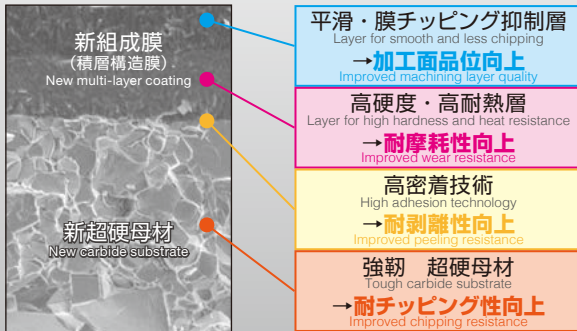 新組成膜
(積層構造膜)
New multi-layer coating
新超硬母材
New carbide substrate
平滑・膜チッピング抑制層
Layer for smooth and less chipping
→加工面品位向上
Improved machining layer quality
高硬度・高耐熱層
Layer for high hardness and heat resistance
→耐摩耗性向上
Improved wear resistance
高密着技術
High adhesion technology
→耐剥離性向上
Improved peeling resistance
強靭 超硬母材
Tough carbide substrate
→耐チッピング性向上
Improved chipping resistance